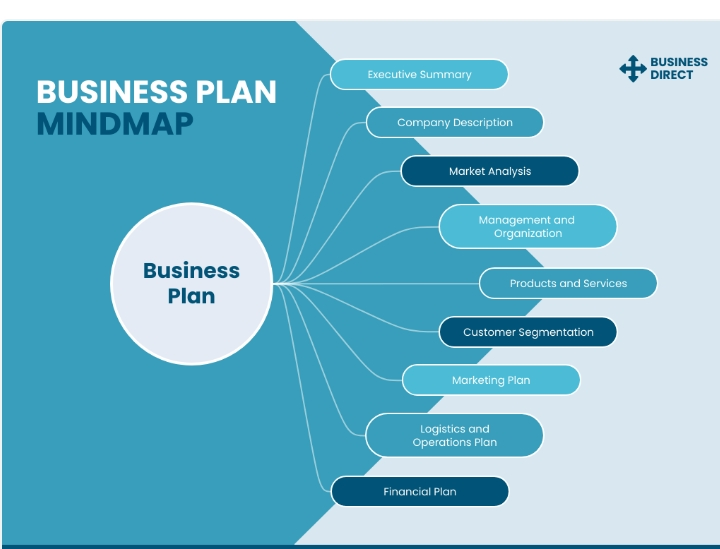 BUSINESS PLAN
MINDMAP
BUSINESS
DIRECT
Business
Plan
Executive Summary
Company Description
Market Analysis
Management and
Organization
Products and Services
Customer Segmentation
Marketing Plan
Logistics and
Operations Plan
Financial Plan